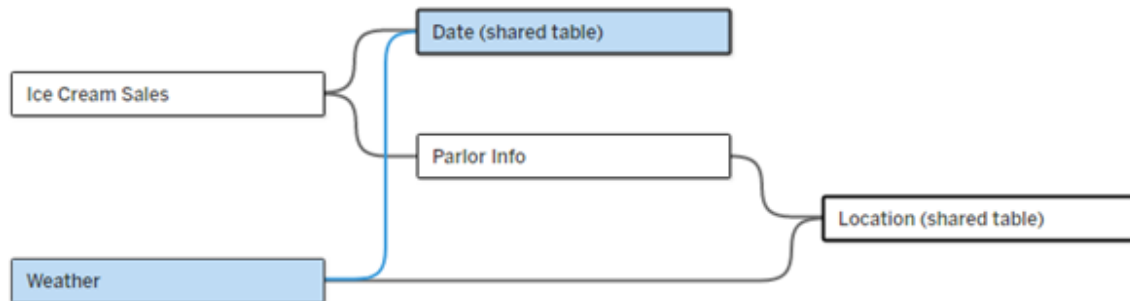 Date (shared table)
Ice Cream Sales
Parlor Info
Location (shared table)
Weather